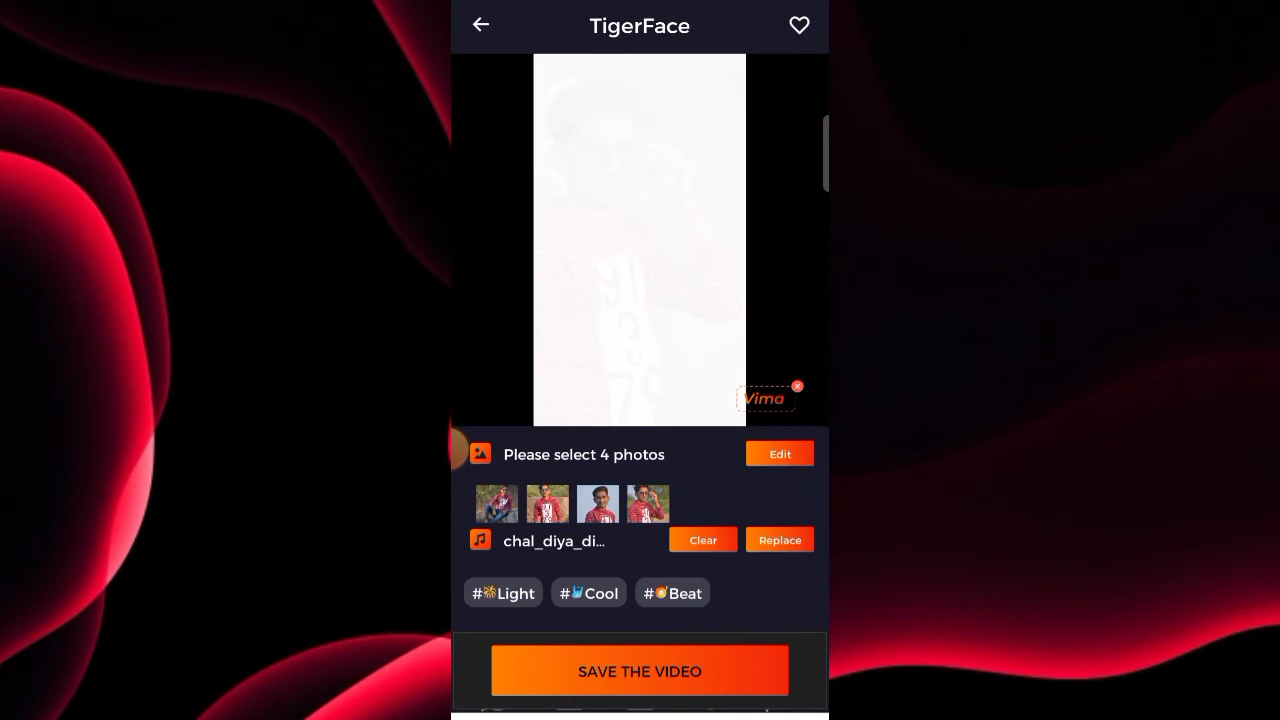 TigerFace
Vima
Please select 4 photos
Edit
chal_diya_di...
Clear
Replace
#Light
#Cool
#Beat
SAVE THE VIDEO